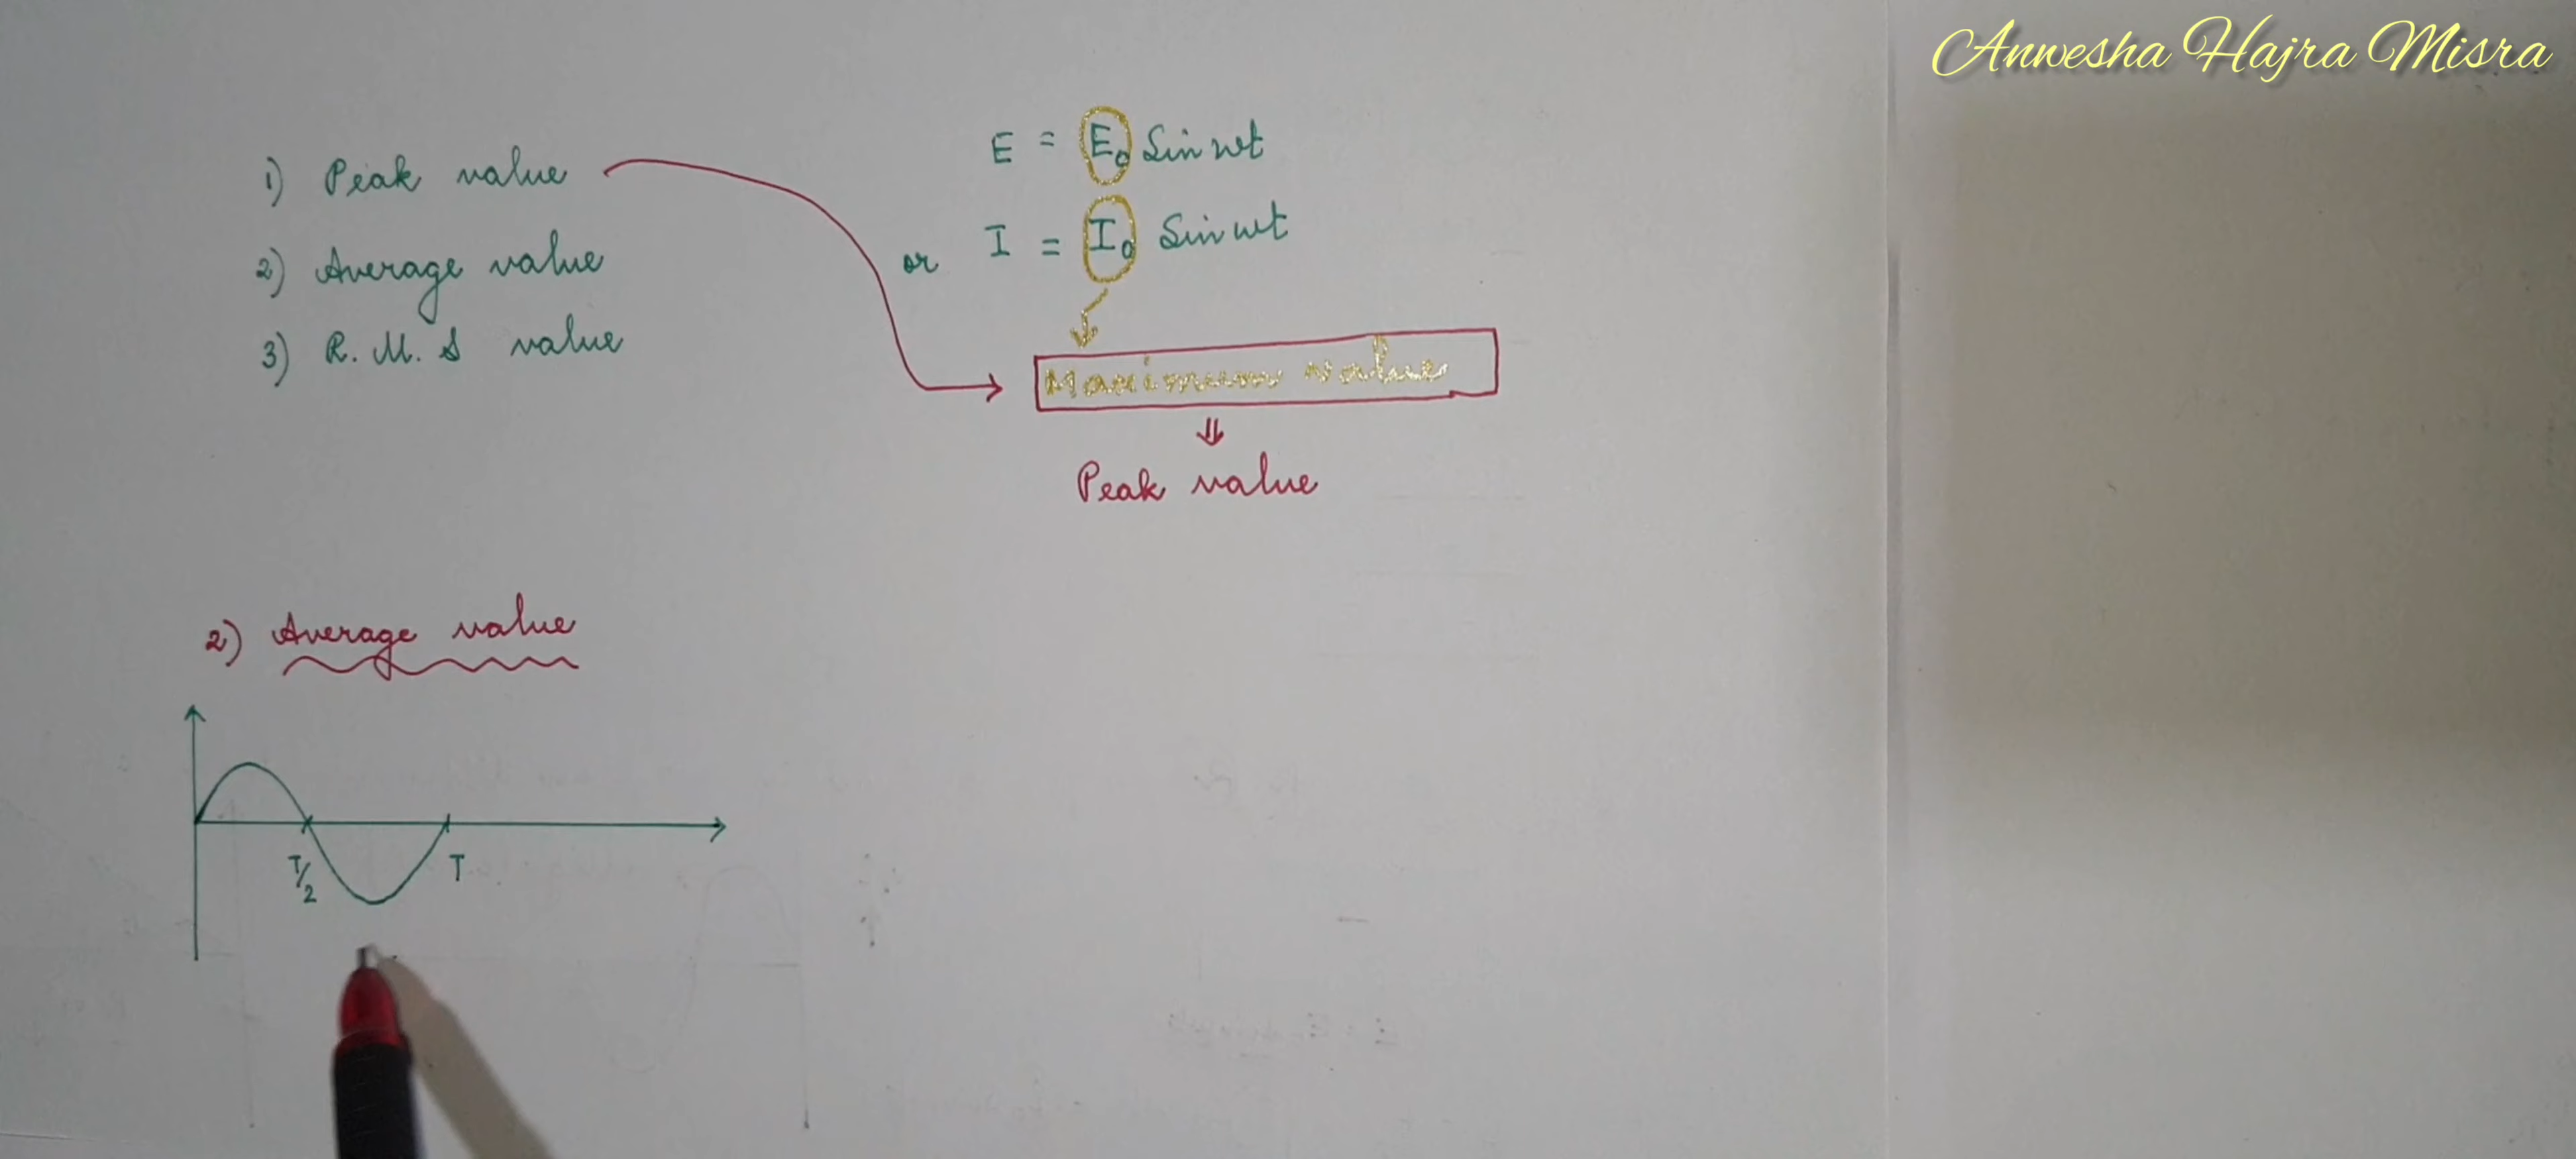 Anwesha Hajra Misra
1) Peak value
2) Average value
3) R.M.S value
E = E₀ Sin wt
or I = I₀ Sin wt
Maximum value
⇓
Peak value
2) Average value
T/2
T